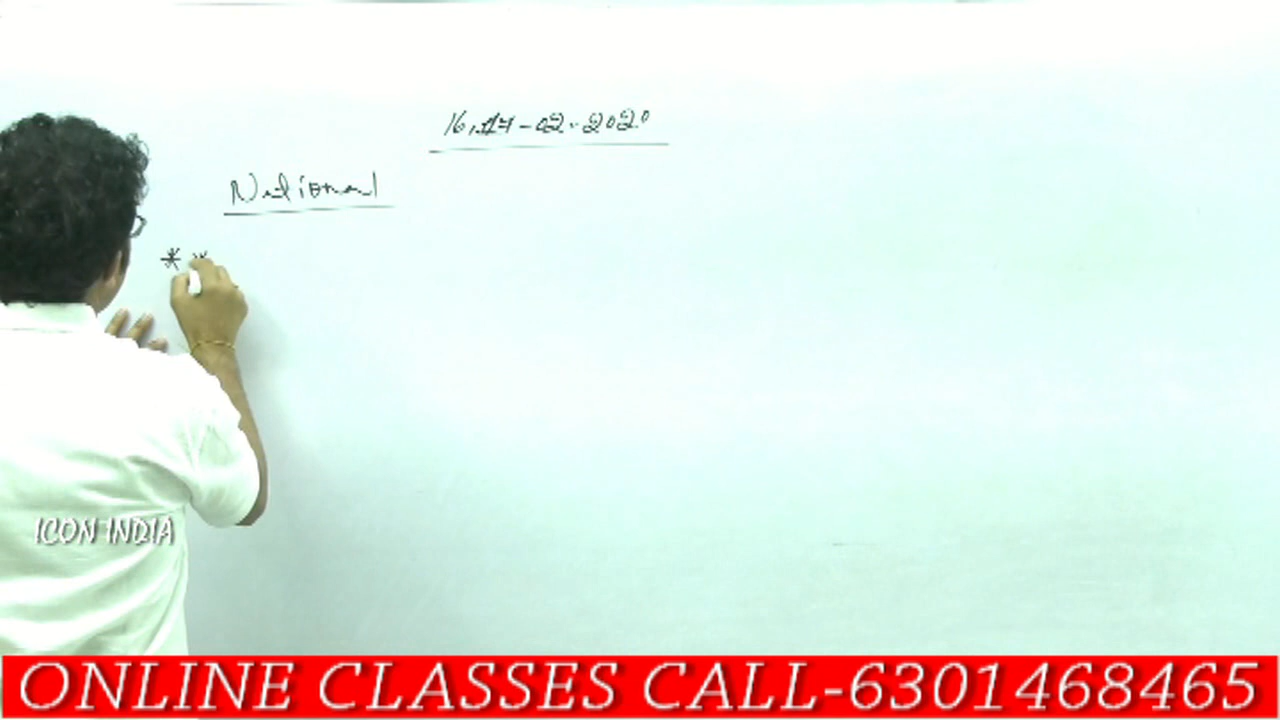 16,17-02-2020
National
* *
ICON INDIA
ONLINE CLASSES CALL-6301468465